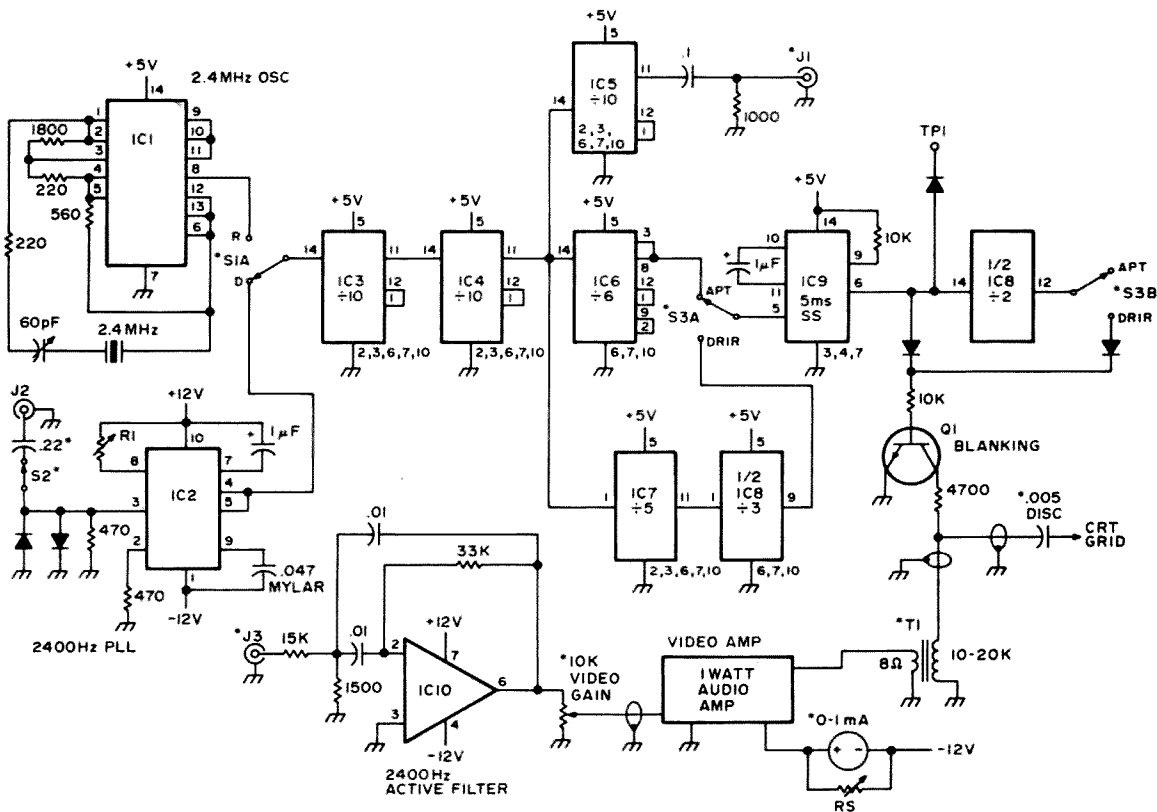 +5V
2.4MHz OSC
14
1
2
3
4
5
IC1
9
10
11
8
12
13
6
7
1800
220
560
220
60pF
2.4MHz
R
*S1A
D
+5V
5
14
IC3
÷10
11
12
1
2,3,6,7,10
+5V
5
14
IC4
÷10
11
12
1
2,3,6,7,10
+5V
5
14
IC5
÷10
2,3,
6,7,10
11
12
1
.1
*J1
1000
+5V
5
14
IC6
÷6
3
8
12
1
9
2
6,7,10
APT
*S3A
DRIR
+5V
14
10
1μF
11
5
IC9
5ms
SS
9
6
3,4,7
10K
TP1
14
1/2
IC8
÷2
12
APT
*S3B
DRIR
10K
Q1
BLANKING
4700
*.005
DISC
CRT
GRID
+5V
5
1
IC7
÷5
11
2,3,6,7,10
+5V
5
1
1/2
IC8
÷3
9
6,7,10
J2
.22*
S2*
+12V
R1
10
8
7
4
5
3
2
9
1
IC2
1μF
470
470
.047
MYLAR
-12V
2400Hz PLL
*J3
15K
.01
.01
33K
1500
+12V
2
7
IC10
6
3
4
-12V
2400Hz
ACTIVE FILTER
*10K
VIDEO
GAIN
VIDEO AMP
1 WATT
AUDIO
AMP
*T1
8Ω
10-20K
*0-1mA
+
-
-12V
RS